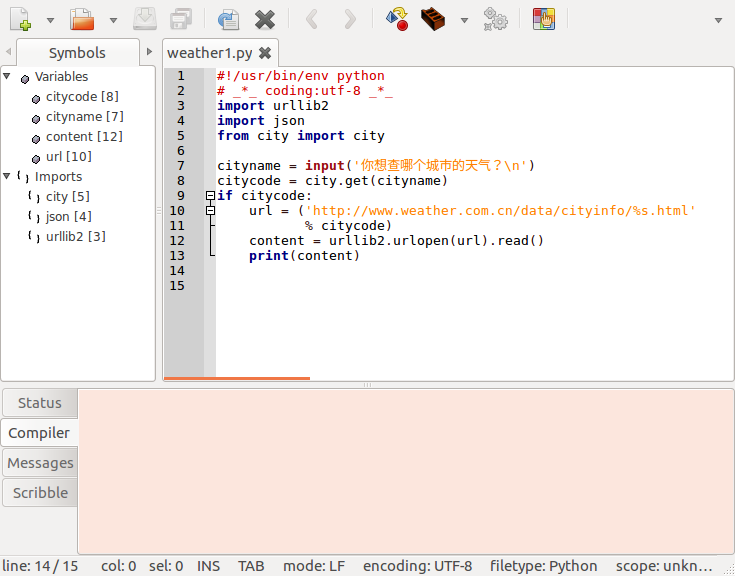 Symbols
weather1.py
Variables
citycode [8]
cityname [7]
content [12]
url [10]
Imports
city [5]
json [4]
urllib2 [3]
1 #!/usr/bin/env python
2 # _*_ coding:utf-8 _*_
3 import urllib2
4 import json
5 from city import city
6
7 cityname = input('你想查哪个城市的天气？\n')
8 citycode = city.get(cityname)
9 if citycode:
10     url = ('http://www.weather.com.cn/data/cityinfo/%s.html'
11            % citycode)
12     content = urllib2.urlopen(url).read()
13     print(content)
14
15
Status
Compiler
Messages
Scribble
line: 14 / 15 col: 0 sel: 0 INS TAB mode: LF encoding: UTF-8 filetype: Python scope: unkn...